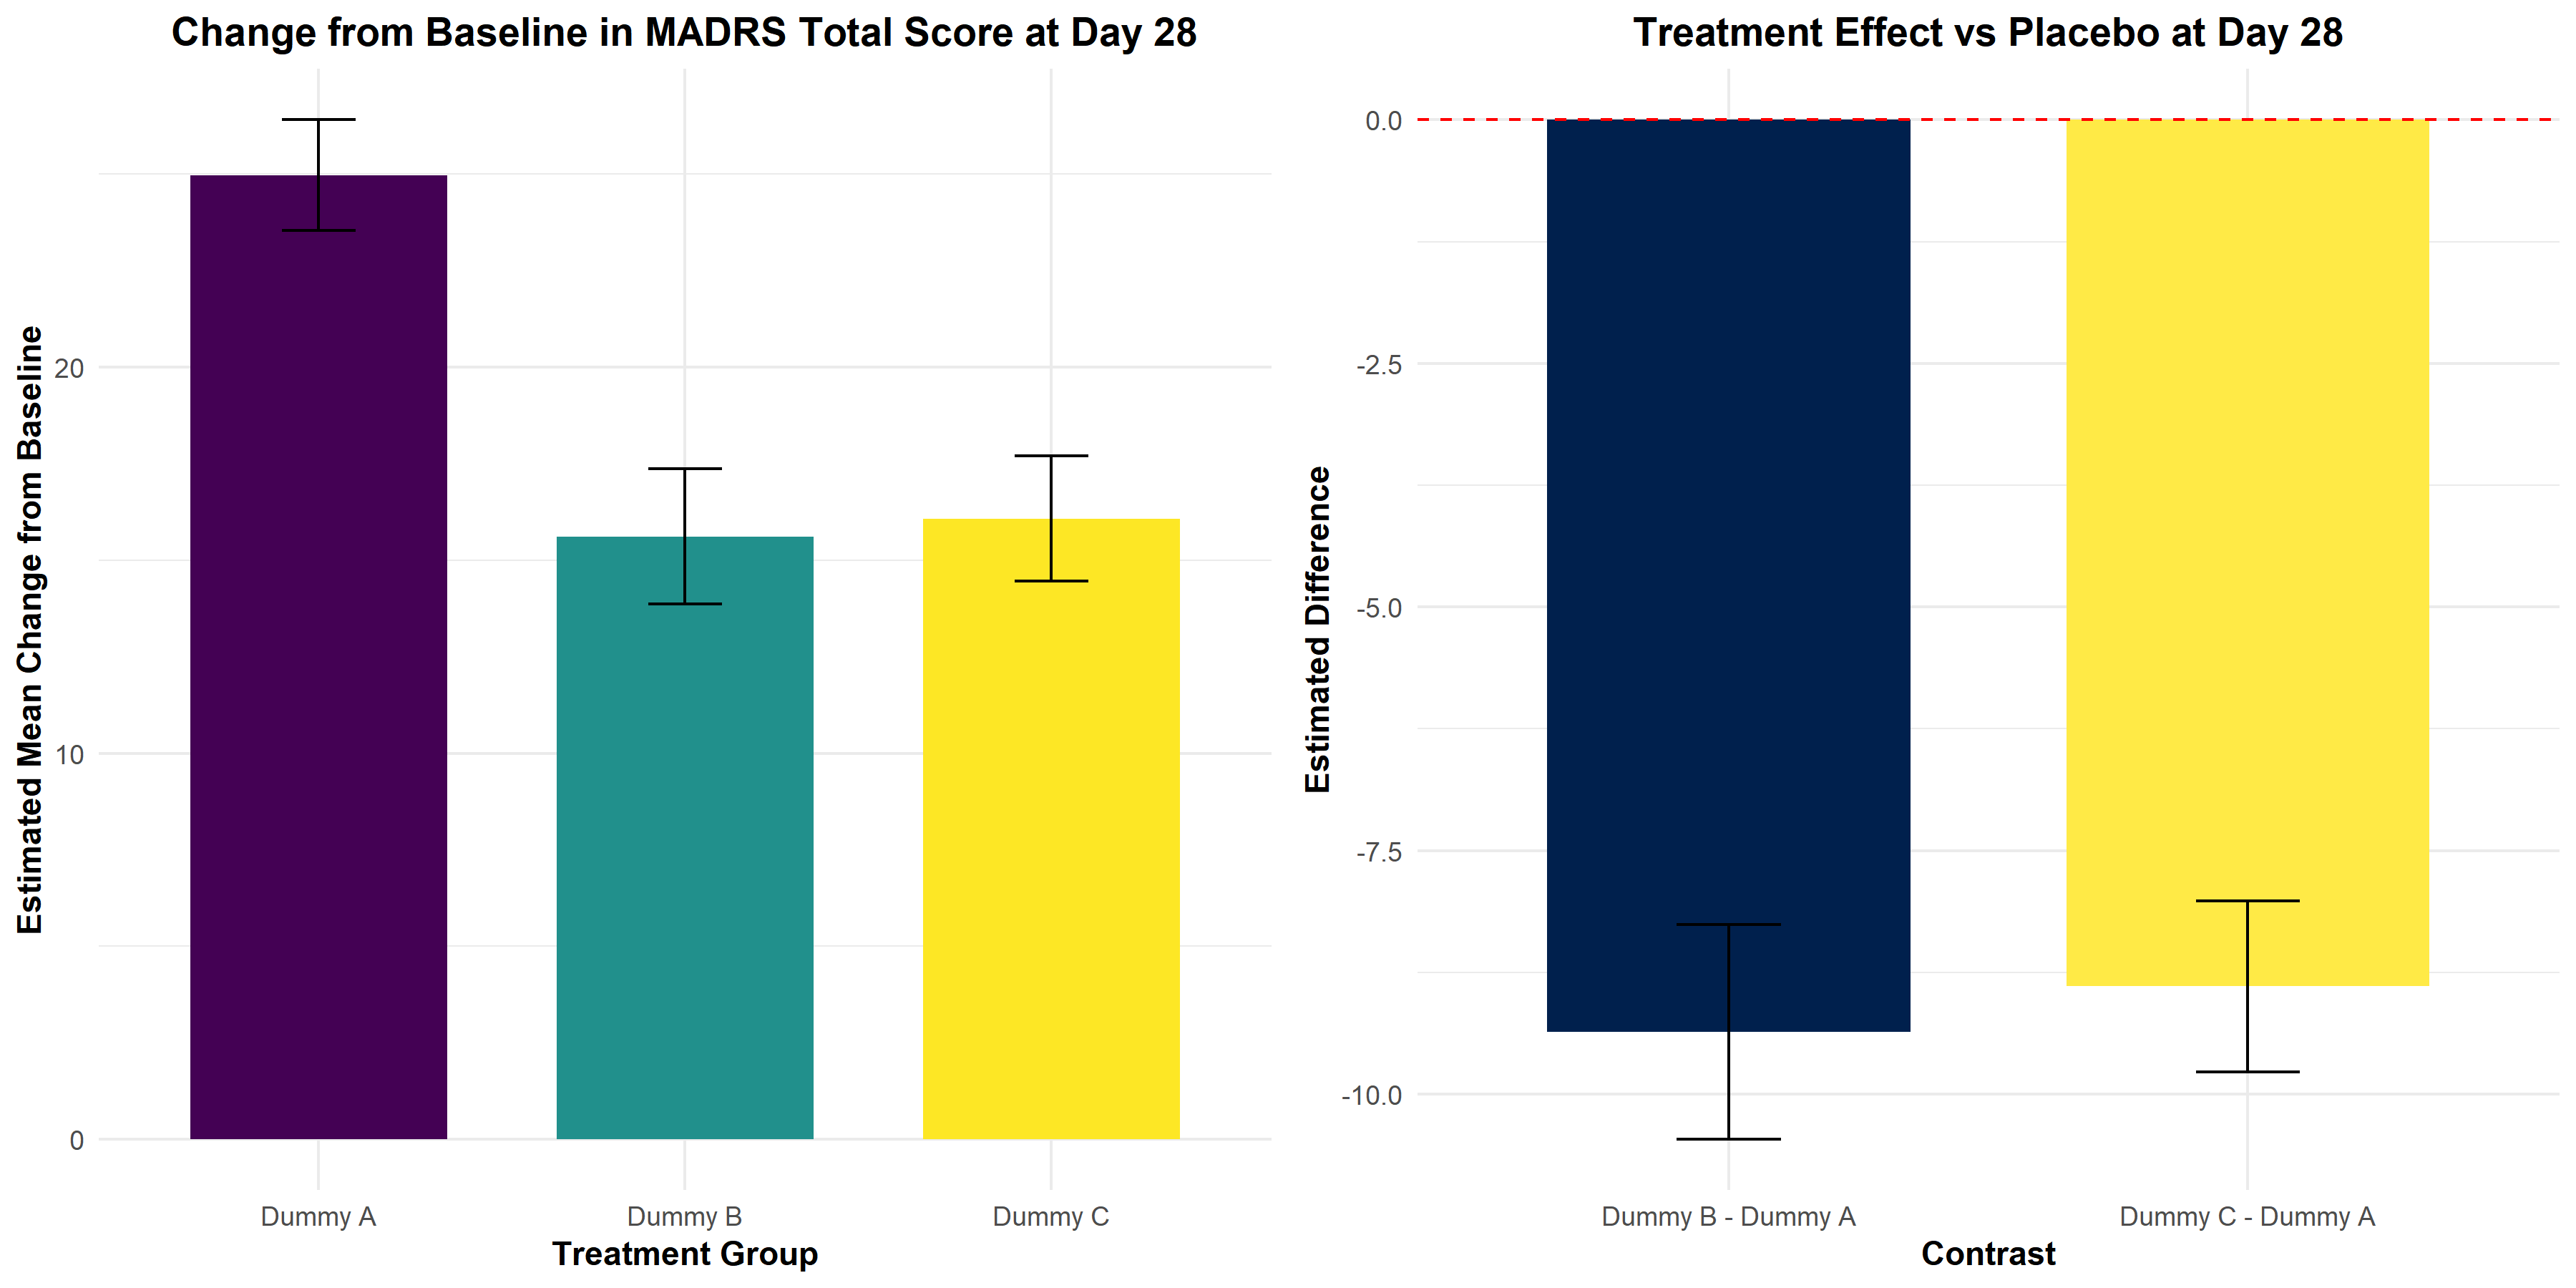 Change from Baseline in MADRS Total Score at Day 28
Estimated Mean Change from Baseline
20
10
0
Dummy A
Dummy B
Dummy C
Treatment Group
Treatment Effect vs Placebo at Day 28
Estimated Difference
0.0
-2.5
-5.0
-7.5
-10.0
Dummy B - Dummy A
Dummy C - Dummy A
Contrast